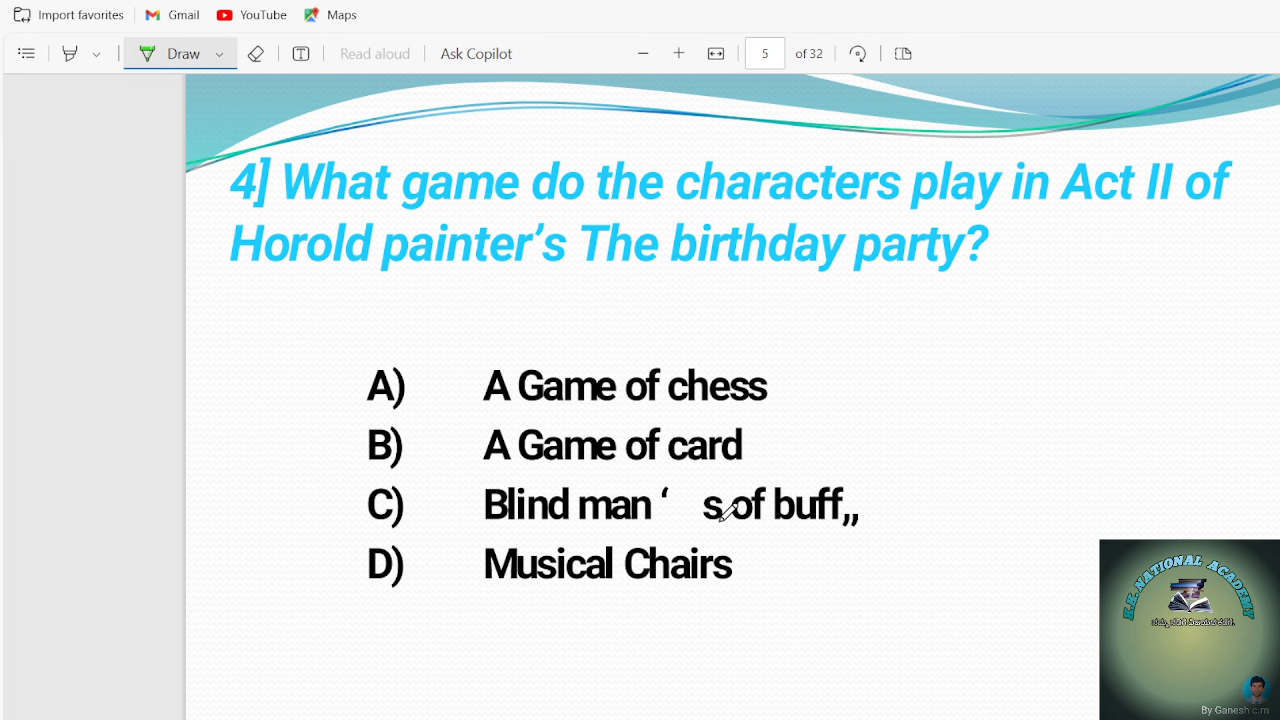 Import favorites Gmail YouTube Maps
Draw Read aloud Ask Copilot 5 of 32
4] What game do the characters play in Act II of
Horold painter’s The birthday party?
A) A Game of chess
B) A Game of card
C) Blind man ‘ s of buff,,
D) Musical Chairs
K.K.NATIONAL ACADEMY
By Ganesh c.m